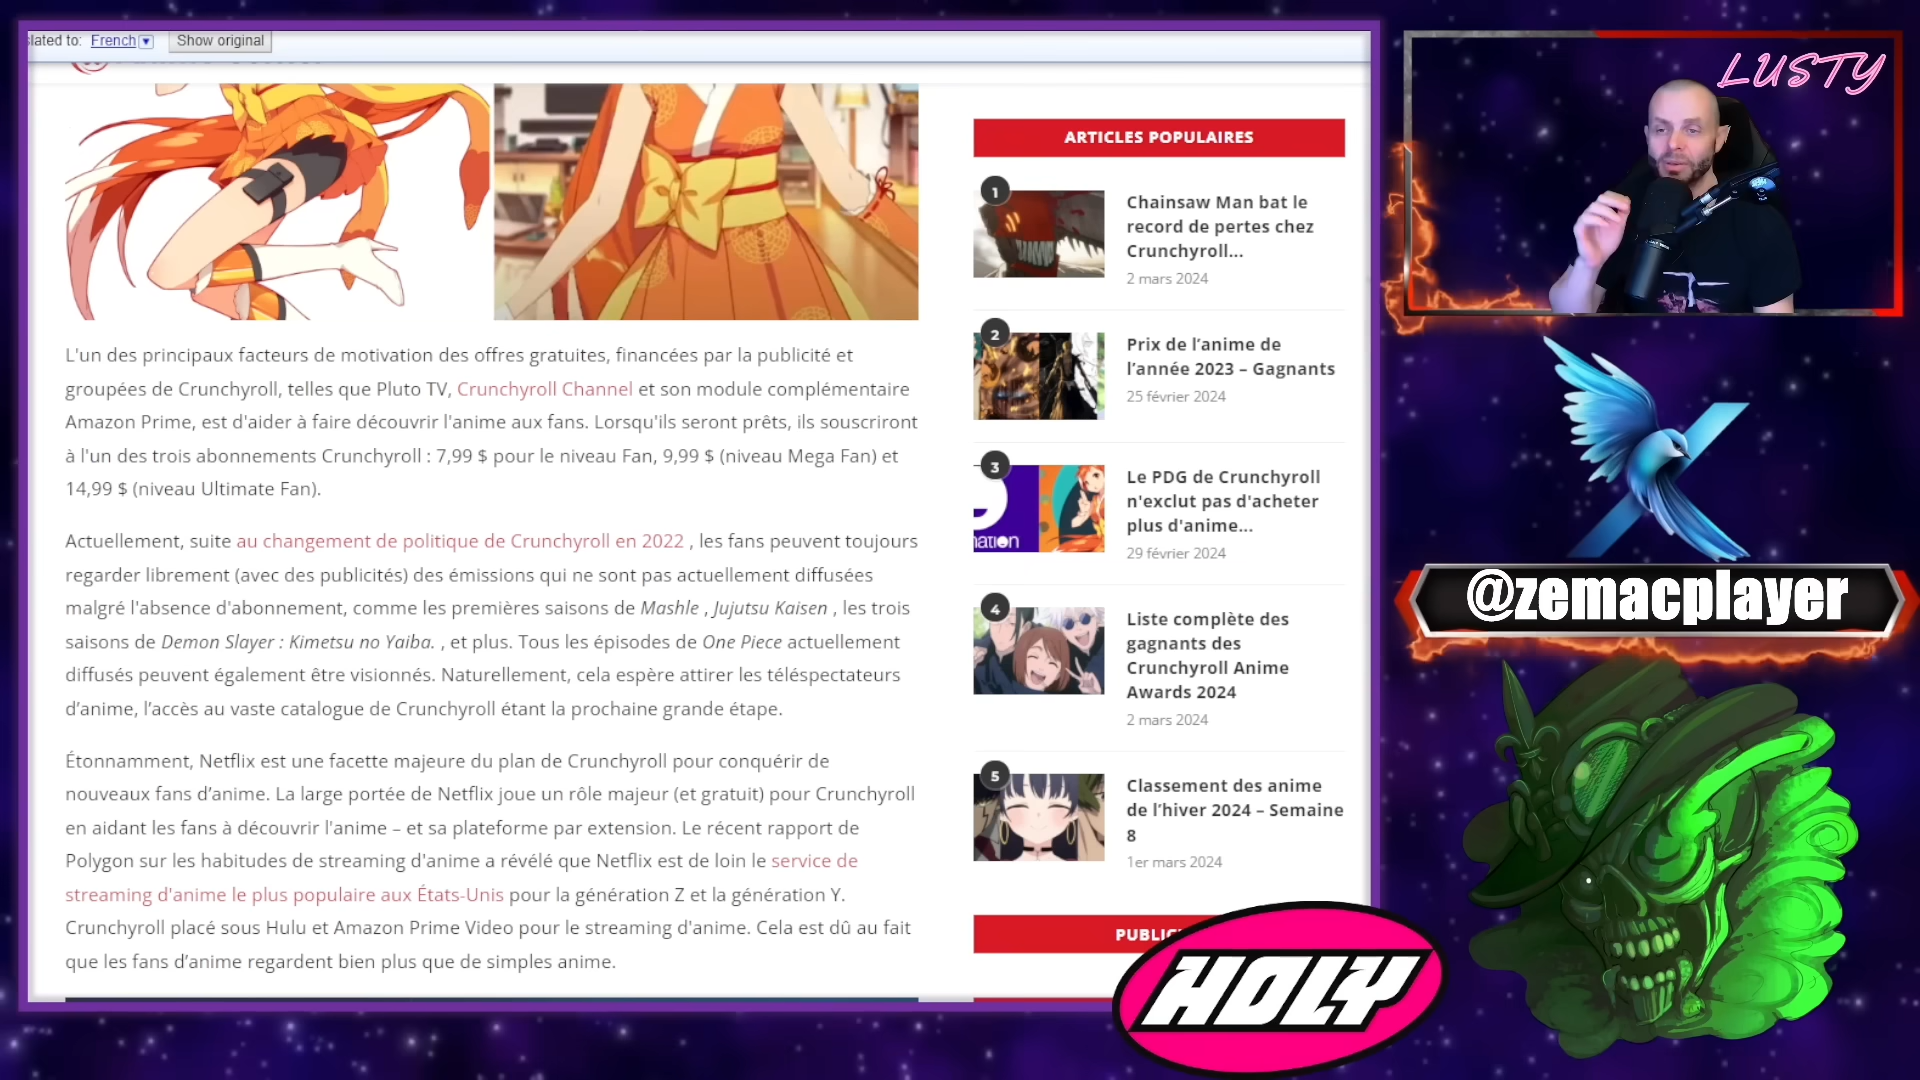 slated to: French ▼ Show original
L'un des principaux facteurs de motivation des offres gratuites, financées par la publicité et
groupées de Crunchyroll, telles que Pluto TV, Crunchyroll Channel et son module complémentaire
Amazon Prime, est d'aider à faire découvrir l'anime aux fans. Lorsqu'ils seront prêts, ils souscriront
à l'un des trois abonnements Crunchyroll : 7,99 $ pour le niveau Fan, 9,99 $ (niveau Mega Fan) et
14,99 $ (niveau Ultimate Fan).
Actuellement, suite au changement de politique de Crunchyroll en 2022 , les fans peuvent toujours
regarder librement (avec des publicités) des émissions qui ne sont pas actuellement diffusées
malgré l'absence d'abonnement, comme les premières saisons de Mashle , Jujutsu Kaisen , les trois
saisons de Demon Slayer : Kimetsu no Yaiba. , et plus. Tous les épisodes de One Piece actuellement
diffusés peuvent également être visionnés. Naturellement, cela espère attirer les téléspectateurs
d’anime, l’accès au vaste catalogue de Crunchyroll étant la prochaine grande étape.
Étonnamment, Netflix est une facette majeure du plan de Crunchyroll pour conquérir de
nouveaux fans d’anime. La large portée de Netflix joue un rôle majeur (et gratuit) pour Crunchyroll
en aidant les fans à découvrir l'anime – et sa plateforme par extension. Le récent rapport de
Polygon sur les habitudes de streaming d'anime a révélé que Netflix est de loin le service de
streaming d'anime le plus populaire aux États-Unis pour la génération Z et la génération Y.
Crunchyroll placé sous Hulu et Amazon Prime Video pour le streaming d'anime. Cela est dû au fait
que les fans d’anime regardent bien plus que de simples anime.
ARTICLES POPULAIRES
1
Chainsaw Man bat le
record de pertes chez
Crunchyroll...
2 mars 2024
2
Prix de l’anime de
l’année 2023 – Gagnants
25 février 2024
3
nation
Le PDG de Crunchyroll
n'exclut pas d'acheter
plus d'anime...
29 février 2024
4
Liste complète des
gagnants des
Crunchyroll Anime
Awards 2024
2 mars 2024
5
Classement des anime
de l’hiver 2024 – Semaine
8
1er mars 2024
PUBLIC
HOLY
LUSTY
@zemacplayer